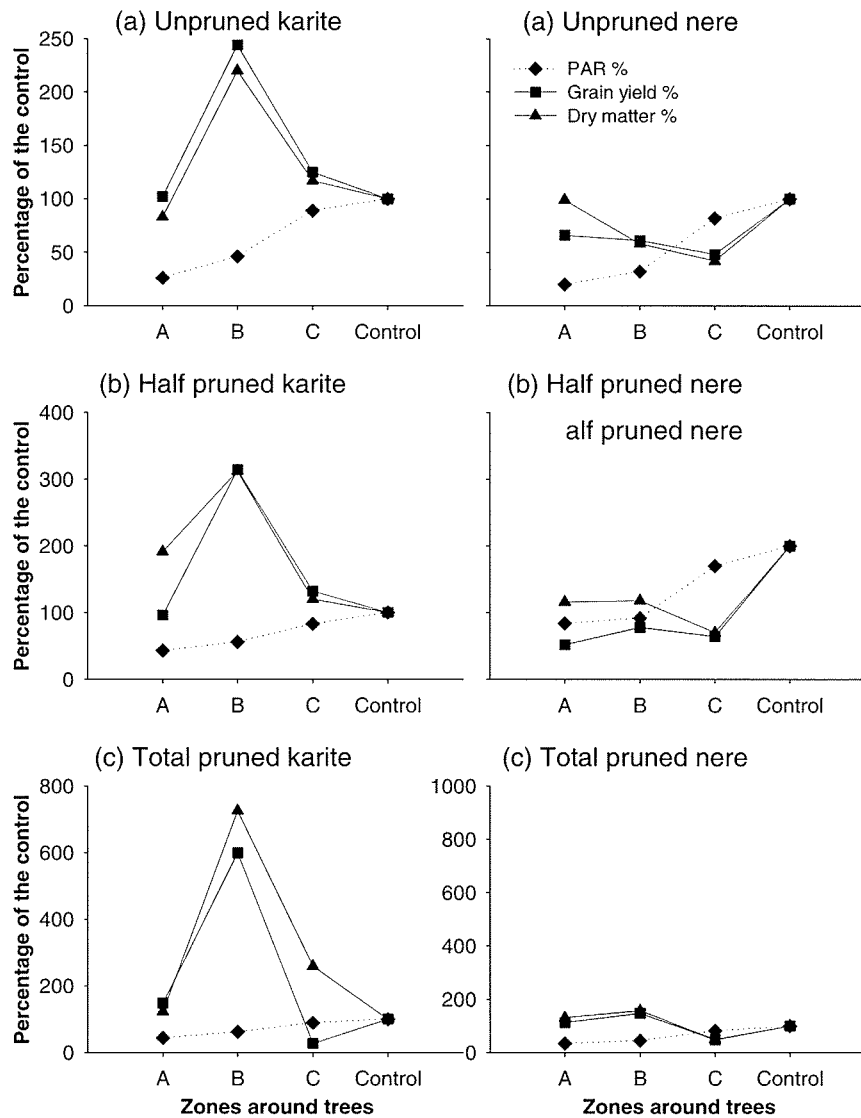 (a) Unpruned karite
(a) Unpruned nere
Percentage of the control
250
200
150
100
50
0
A B C Control
PAR %
Grain yield %
Dry matter %
A B C Control
(b) Half pruned karite
(b) Half pruned nere
alf pruned nere
Percentage of the control
400
300
200
100
0
A B C Control
A B C Control
(c) Total pruned karite
(c) Total pruned nere
Percentage of the control
800
600
400
200
0
1000
800
600
400
200
0
A B C Control
A B C Control
Zones around trees
Zones around trees